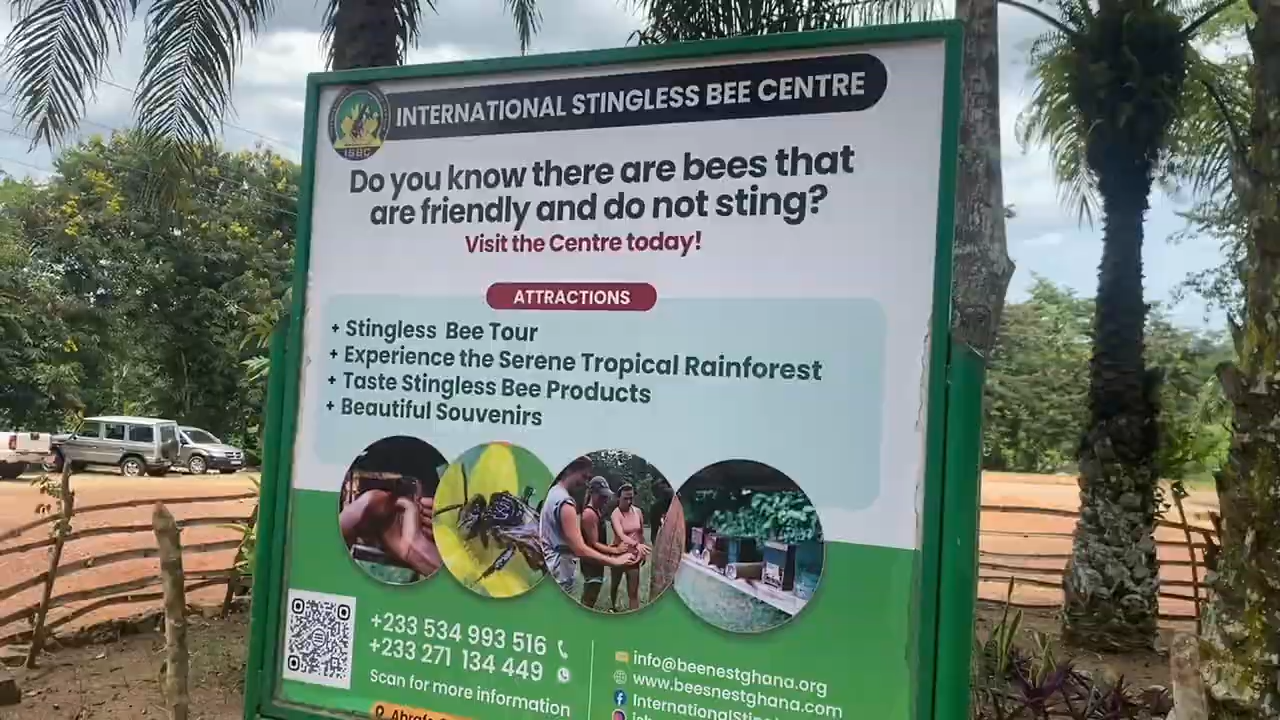 ISBC
INTERNATIONAL STINGLESS BEE CENTRE
Do you know there are bees that
are friendly and do not sting?
Visit the Centre today!
ATTRACTIONS
+ Stingless Bee Tour
+ Experience the Serene Tropical Rainforest
+ Taste Stingless Bee Products
+ Beautiful Souvenirs
+233 534 993 516
+233 271 134 449
Scan for more information
info@beenestghana.org
www.beesnestghana.com